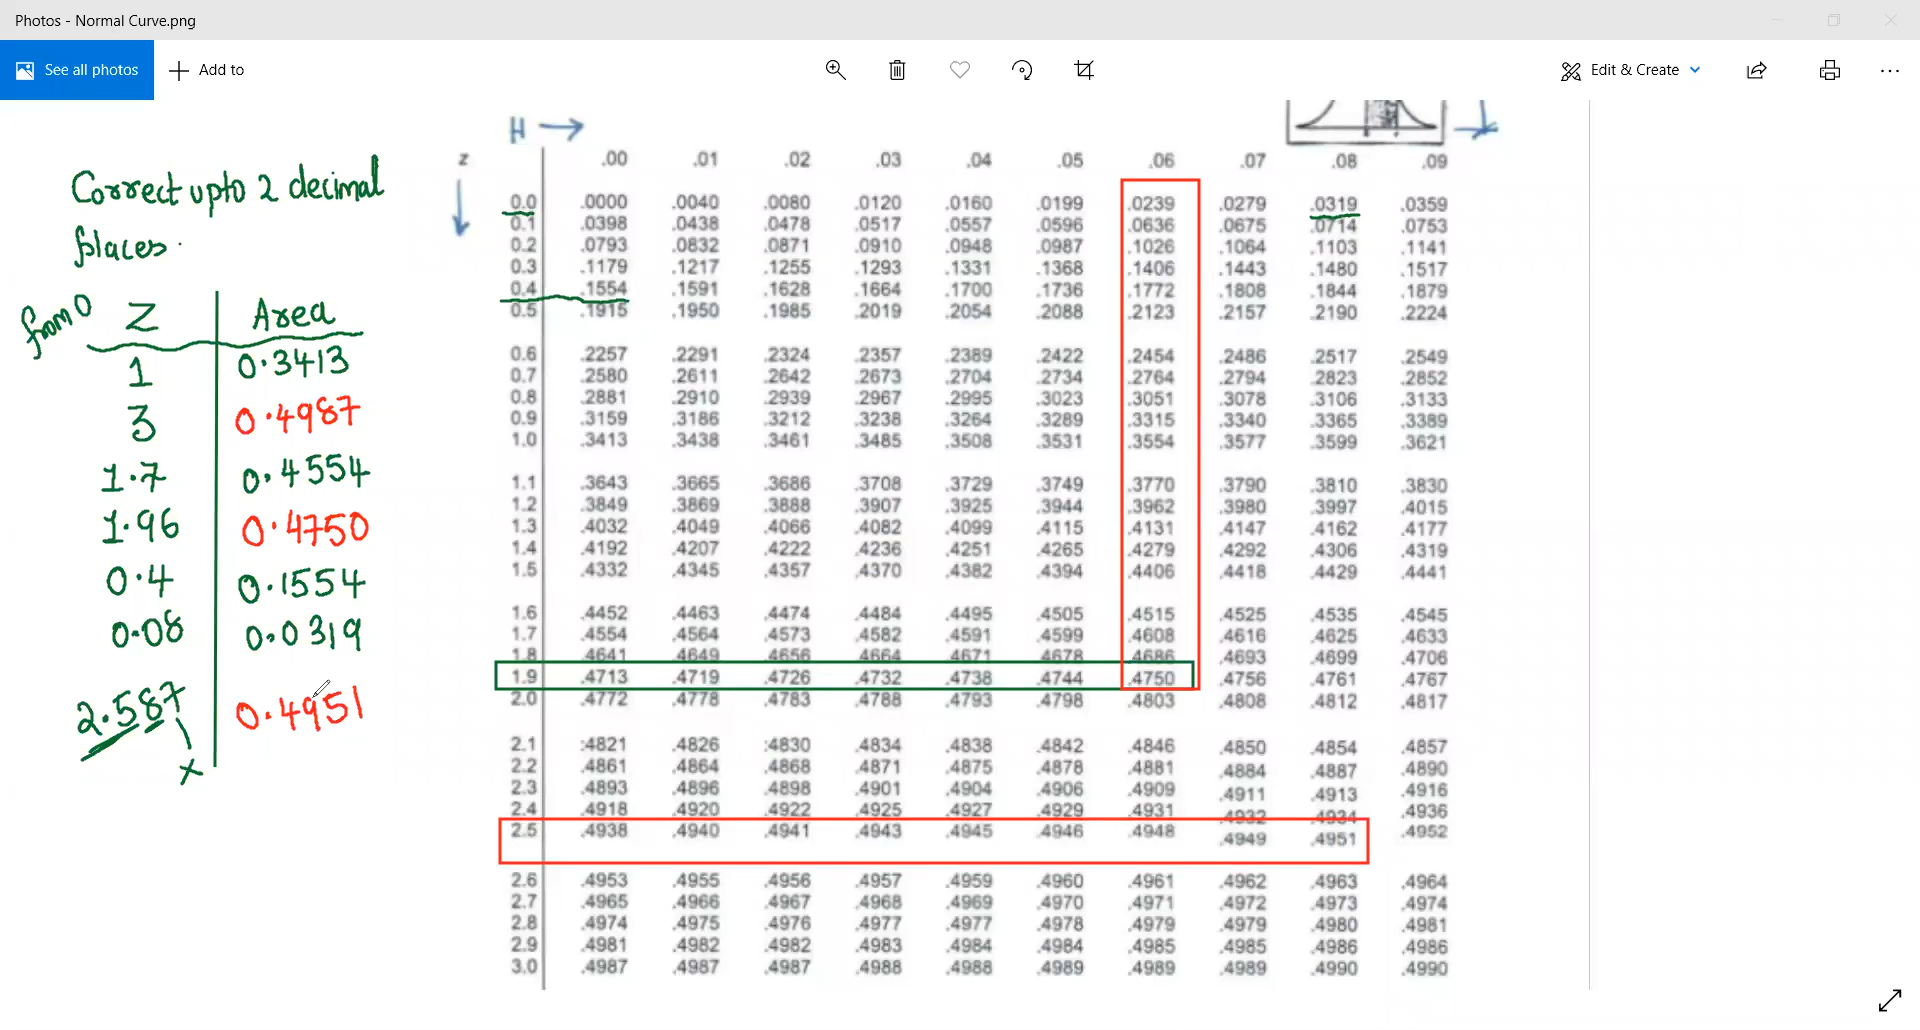 Photos - Normal Curve.png
See all photos
Add to
Edit & Create
H
Correct upto 2 decimal
places.
from 0 Z Area
1 0.3413
3 0.4987
1.7 0.4554
1.96 0.4750
0.4 0.1554
0.08 0.0319
2.587 0.4951
x
z .00 .01 .02 .03 .04 .05 .06 .07 .08 .09
0.0 .0000 .0040 .0080 .0120 .0160 .0199 .0239 .0279 .0319 .0359
0.1 .0398 .0438 .0478 .0517 .0557 .0596 .0636 .0675 .0714 .0753
0.2 .0793 .0832 .0871 .0910 .0948 .0987 .1026 .1064 .1103 .1141
0.3 .1179 .1217 .1255 .1293 .1331 .1368 .1406 .1443 .1480 .1517
0.4 .1554 .1591 .1628 .1664 .1700 .1736 .1772 .1808 .1844 .1879
0.5 .1915 .1950 .1985 .2019 .2054 .2088 .2123 .2157 .2190 .2224
0.6 .2257 .2291 .2324 .2357 .2389 .2422 .2454 .2486 .2517 .2549
0.7 .2580 .2611 .2642 .2673 .2704 .2734 .2764 .2794 .2823 .2852
0.8 .2881 .2910 .2939 .2967 .2995 .3023 .3051 .3078 .3106 .3133
0.9 .3159 .3186 .3212 .3238 .3264 .3289 .3315 .3340 .3365 .3389
1.0 .3413 .3438 .3461 .3485 .3508 .3531 .3554 .3577 .3599 .3621
1.1 .3643 .3665 .3686 .3708 .3729 .3749 .3770 .3790 .3810 .3830
1.2 .3849 .3869 .3888 .3907 .3925 .3944 .3962 .3980 .3997 .4015
1.3 .4032 .4049 .4066 .4082 .4099 .4115 .4131 .4147 .4162 .4177
1.4 .4192 .4207 .4222 .4236 .4251 .4265 .4279 .4292 .4306 .4319
1.5 .4332 .4345 .4357 .4370 .4382 .4394 .4406 .4418 .4429 .4441
1.6 .4452 .4463 .4474 .4484 .4495 .4505 .4515 .4525 .4535 .4545
1.7 .4554 .4564 .4573 .4582 .4591 .4599 .4608 .4616 .4625 .4633
1.8 .4641 .4649 .4656 .4664 .4671 .4678 .4686 .4693 .4699 .4706
1.9 .4713 .4719 .4726 .4732 .4738 .4744 .4750 .4756 .4761 .4767
2.0 .4772 .4778 .4783 .4788 .4793 .4798 .4803 .4808 .4812 .4817
2.1 :4821 .4826 :4830 .4834 .4838 .4842 .4846 .4850 .4854 .4857
2.2 .4861 .4864 .4868 .4871 .4875 .4878 .4881 .4884 .4887 .4890
2.3 .4893 .4896 .4898 .4901 .4904 .4906 .4909 .4911 .4913 .4916
2.4 .4918 .4920 .4922 .4925 .4927 .4929 .4931 .4932 .4934 .4936
2.5 .4938 .4940 .4941 .4943 .4945 .4946 .4948 .4949 .4951 .4952
2.6 .4953 .4955 .4956 .4957 .4959 .4960 .4961 .4962 .4963 .4964
2.7 .4965 .4966 .4967 .4968 .4969 .4970 .4971 .4972 .4973 .4974
2.8 .4974 .4975 .4976 .4977 .4977 .4978 .4979 .4979 .4980 .4981
2.9 .4981 .4982 .4982 .4983 .4984 .4984 .4985 .4985 .4986 .4986
3.0 .4987 .4987 .4987 .4988 .4988 .4989 .4989 .4989 .4990 .4990